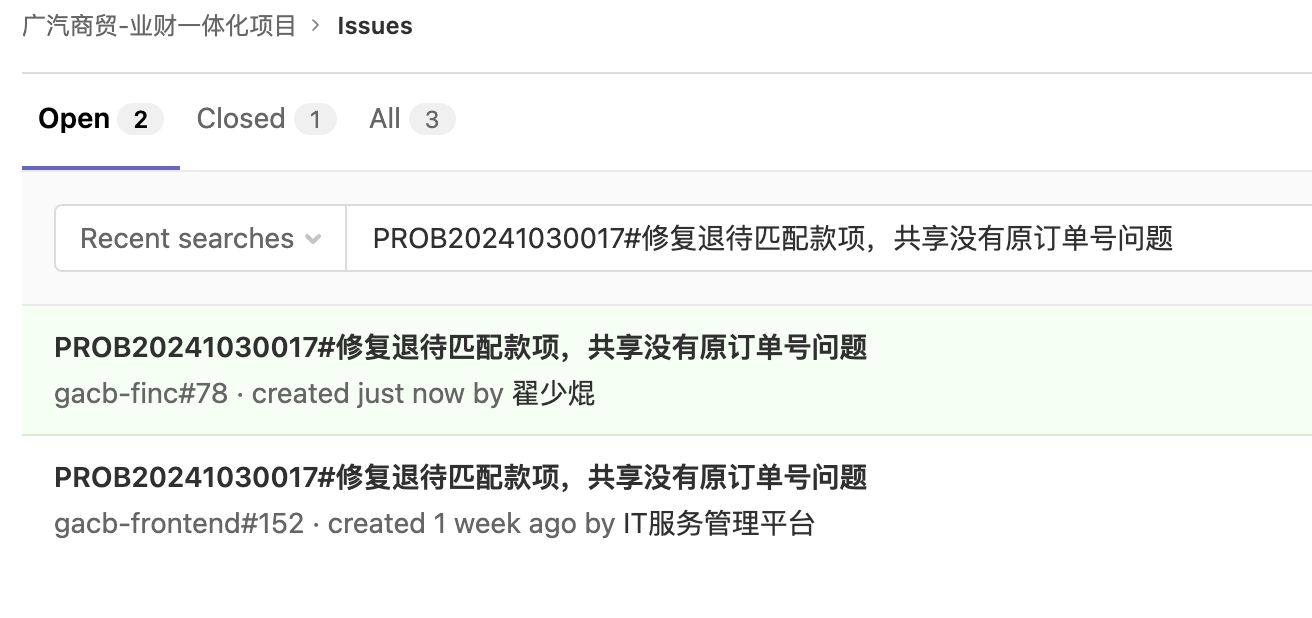 广汽商贸-业财一体化项目 > Issues
Open 2 Closed 1 All 3
Recent searches PROB20241030017#修复退待匹配款项，共享没有原订单号问题
PROB20241030017#修复退待匹配款项，共享没有原订单号问题
gacb-finc#78 · created just now by 翟少焜
PROB20241030017#修复退待匹配款项，共享没有原订单号问题
gacb-frontend#152 · created 1 week ago by IT服务管理平台